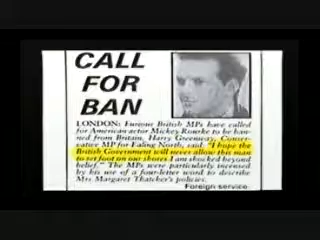 CALL
FOR
BAN
LONDON: Furious British MPs have called
for American actor Mickey Rourke to be ban-
ned from Britain. Harry Greenway, Conser-
vative MP for Ealing North, said: "I hope the
British Government will never allow this man
to set foot on our shores I am shocked beyond
belief." The MPs were particularly incensed
by his use of a four-letter word to describe
Mrs Margaret Thatcher's policies.
Foreign service